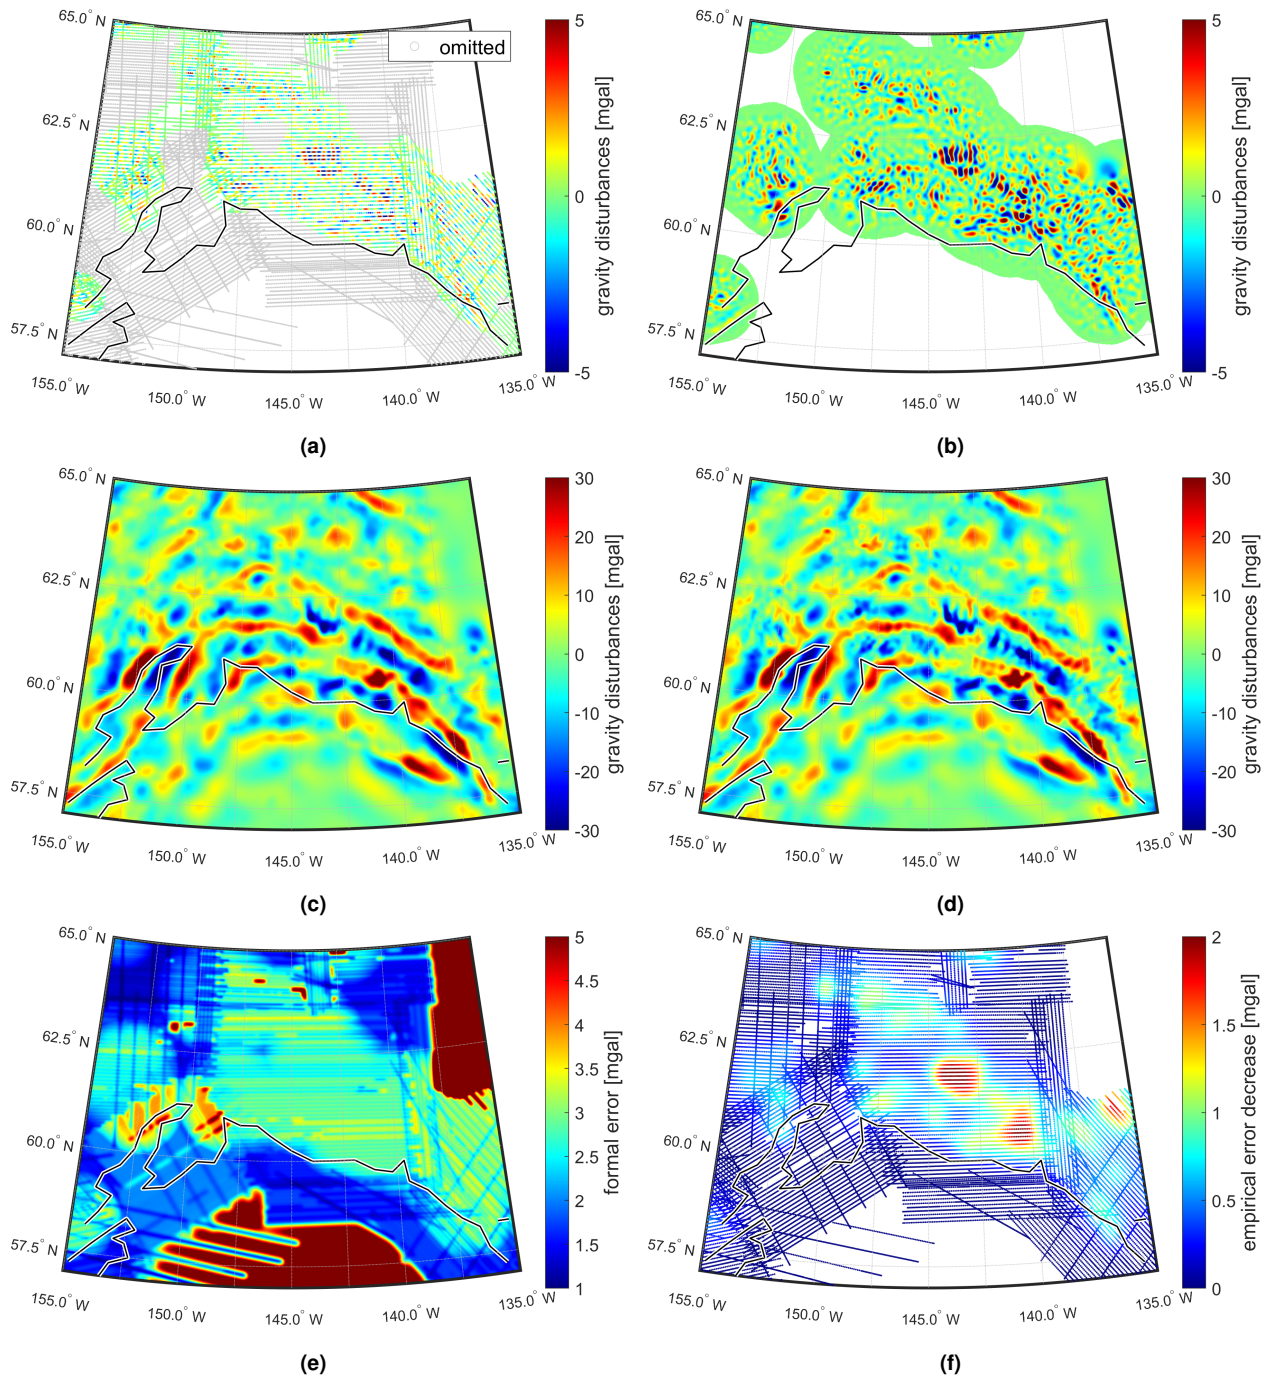 65.0° N
62.5° N
60.0° N
57.5° N
155.0° W
150.0° W
145.0° W
140.0° W
135.0° W
omitted
5
0
-5
gravity disturbances [mgal]
(a)
65.0° N
62.5° N
60.0° N
57.5° N
155.0° W
150.0° W
145.0° W
140.0° W
135.0° W
5
0
-5
gravity disturbances [mgal]
(b)
65.0° N
62.5° N
60.0° N
57.5° N
155.0° W
150.0° W
145.0° W
140.0° W
135.0° W
30
20
10
0
-10
-20
-30
gravity disturbances [mgal]
(c)
65.0° N
62.5° N
60.0° N
57.5° N
155.0° W
150.0° W
145.0° W
140.0° W
135.0° W
30
20
10
0
-10
-20
-30
gravity disturbances [mgal]
(d)
65.0° N
62.5° N
60.0° N
57.5° N
155.0° W
150.0° W
145.0° W
140.0° W
135.0° W
5
4.5
4
3.5
3
2.5
2
1.5
1
formal error [mgal]
(e)
65.0° N
62.5° N
60.0° N
57.5° N
155.0° W
150.0° W
145.0° W
140.0° W
135.0° W
2
1.5
1
0.5
0
empirical error decrease [mgal]
(f)